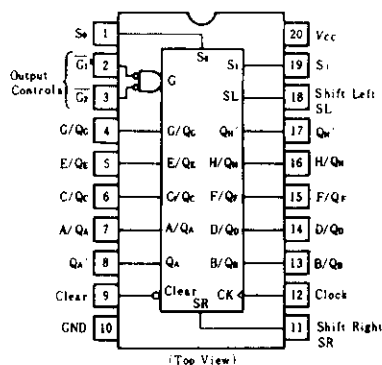 S₀ 1 20 Vcc
Output Controls
G̅₁ 2 S₀ S₁ 19 S₁
G
G̅₂ 3 SL 18 Shift Left SL
G/QG 4 G/QG QH' 17 QH'
E/QE 5 E/QE H/QH 16 H/QH
C/QC 6 C/QC F/QF 15 F/QF
A/QA 7 A/QA D/QD 14 D/QD
QA' 8 QA B/QB 13 B/QB
Clear 9 Clear CK 12 Clock
SR
GND 10 11 Shift Right SR
(Top View)